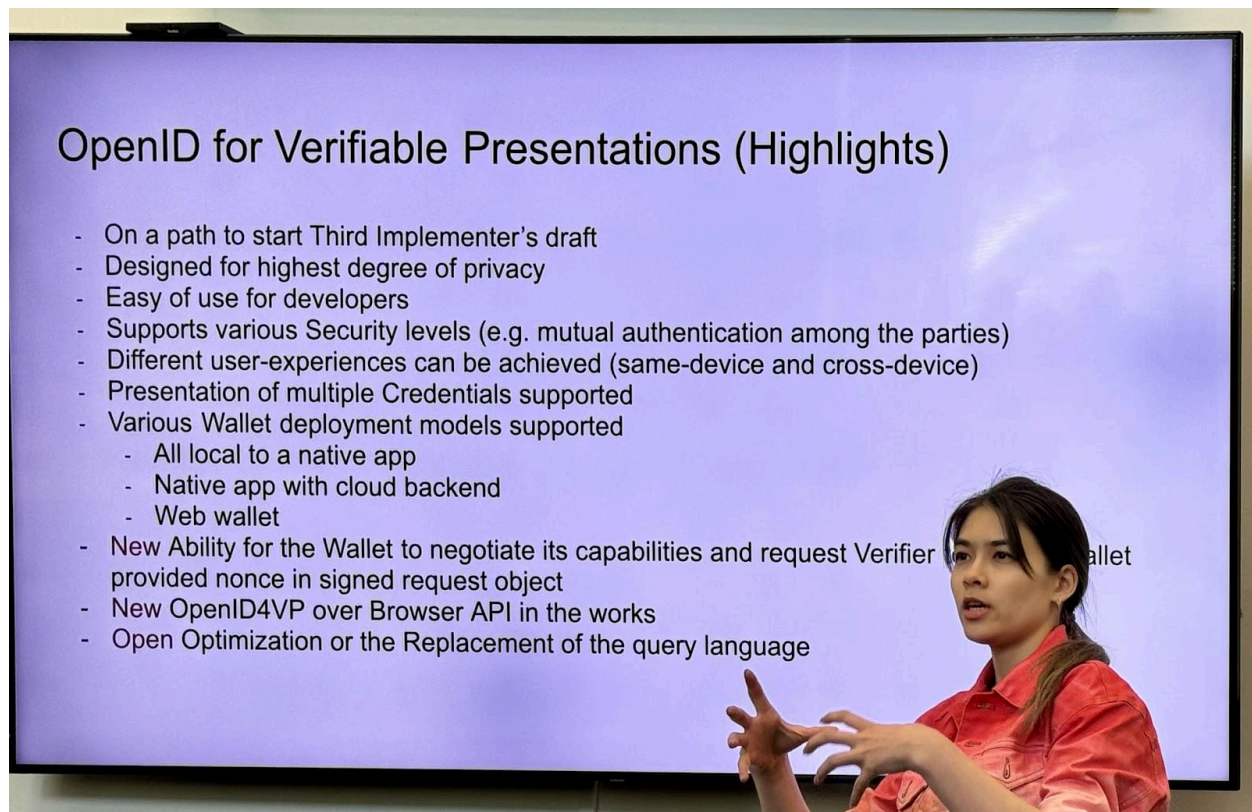 OpenID for Verifiable Presentations (Highlights)
- On a path to start Third Implementer's draft
- Designed for highest degree of privacy
- Easy of use for developers
- Supports various Security levels (e.g. mutual authentication among the parties)
- Different user-experiences can be achieved (same-device and cross-device)
- Presentation of multiple Credentials supported
- Various Wallet deployment models supported
- All local to a native app
- Native app with cloud backend
- Web wallet
- New Ability for the Wallet to negotiate its capabilities and request Verifier allet
provided nonce in signed request object
- New OpenID4VP over Browser API in the works
- Open Optimization or the Replacement of the query language